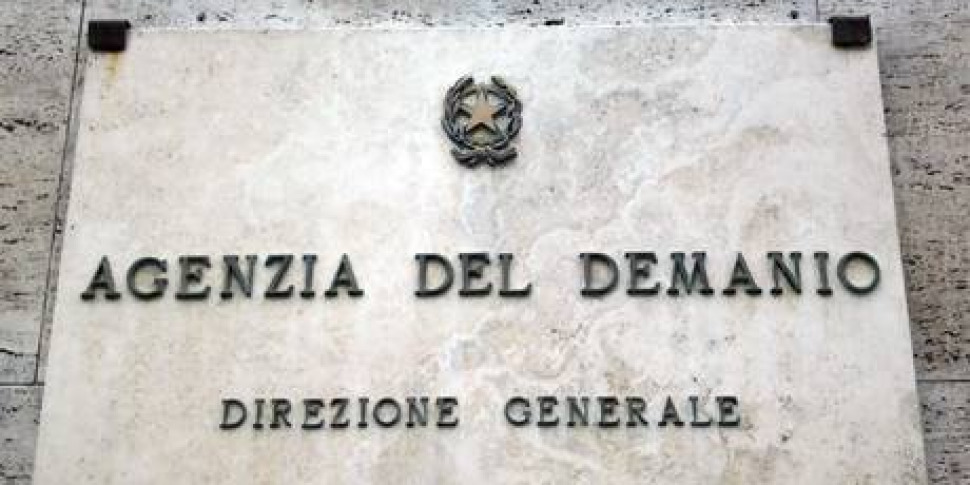 AGENZIA DEL DEMANIO
DIREZIONE GENERALE